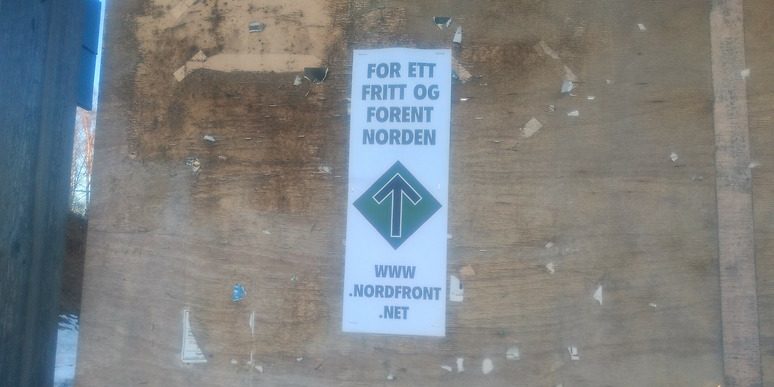 FOR ETT
FRITT OG
FORENT
NORDEN
WWW
.NORDFRONT
.NET